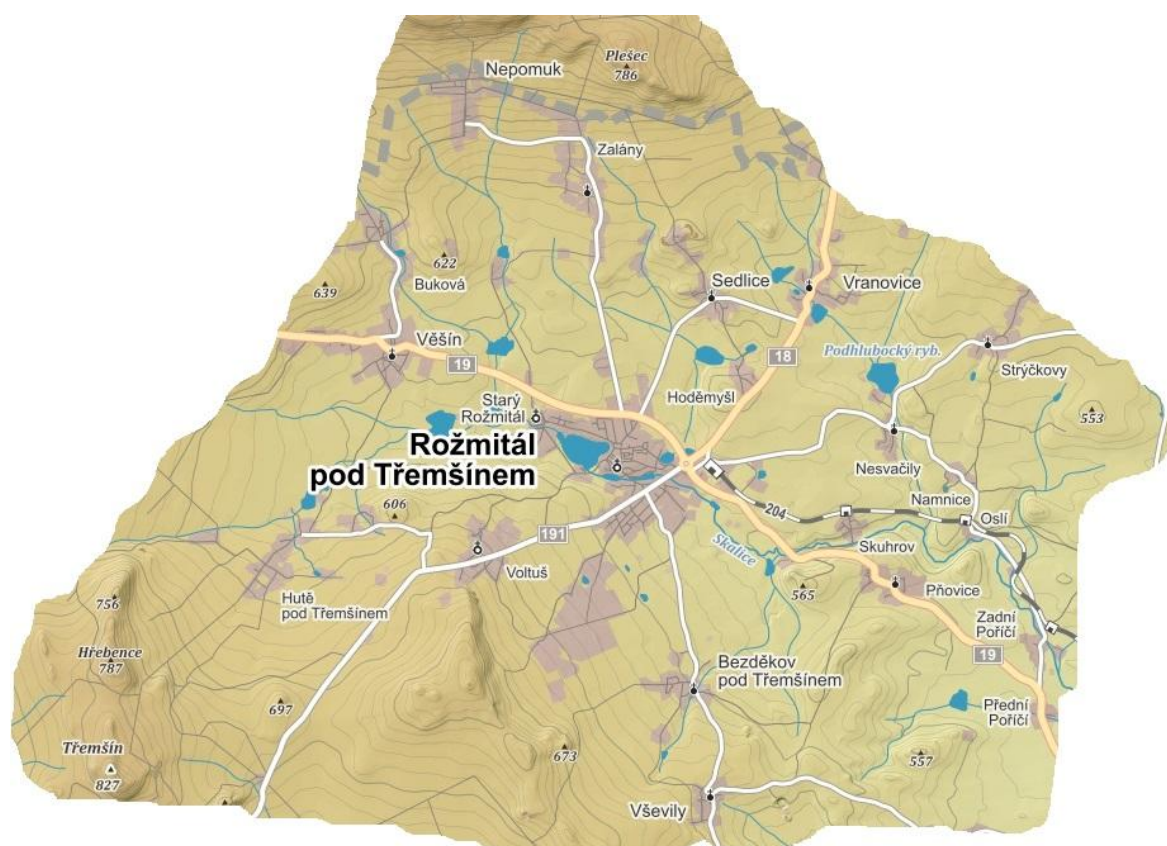 Plešec
786
Nepomuk
Zalány
622
Buková
639
Sedlice
Vranovice
Věšín
19
18
Podhlubocký ryb.
Strýčkovy
Starý
Rožmitál
Hoděmyšl
553
Rožmitál
pod Třemšínem
Nesvačily
606
Namnice
204
Oslí
191
Skalice
Skuhrov
Voltuš
Hutě
pod Třemšínem
565
Pňovice
756
Zadní
Poříčí
Hřebence
787
19
Bezděkov
pod Třemšínem
697
Přední
Poříčí
Třemšín
827
673
557
Vševily